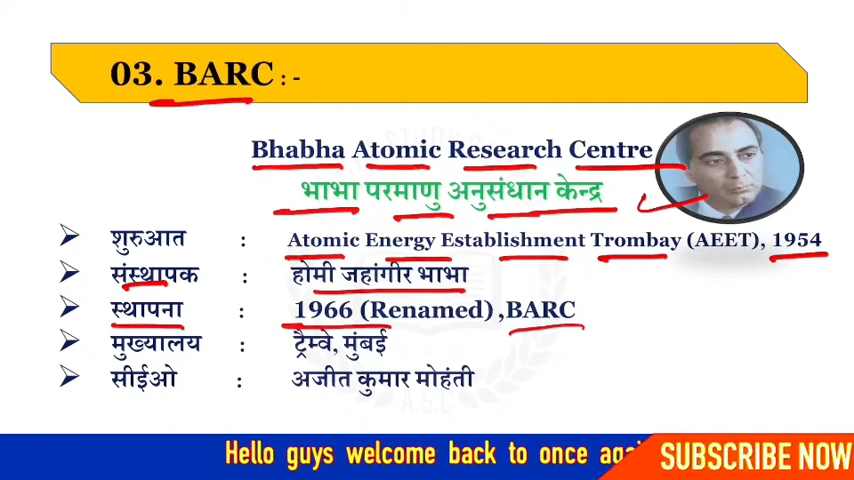 03. BARC : -
Bhabha Atomic Research Centre
भाभा परमाणु अनुसंधान केन्द्र
शुरुआत : Atomic Energy Establishment Trombay (AEET), 1954
संस्थापक : होमी जहांगीर भाभा
स्थापना : 1966 (Renamed) ,BARC
मुख्यालय : ट्रैम्वे, मुंबई
सीईओ : अजीत कुमार मोहंती
A.S.C
Hello guys welcome back to once
SUBSCRIBE NOW